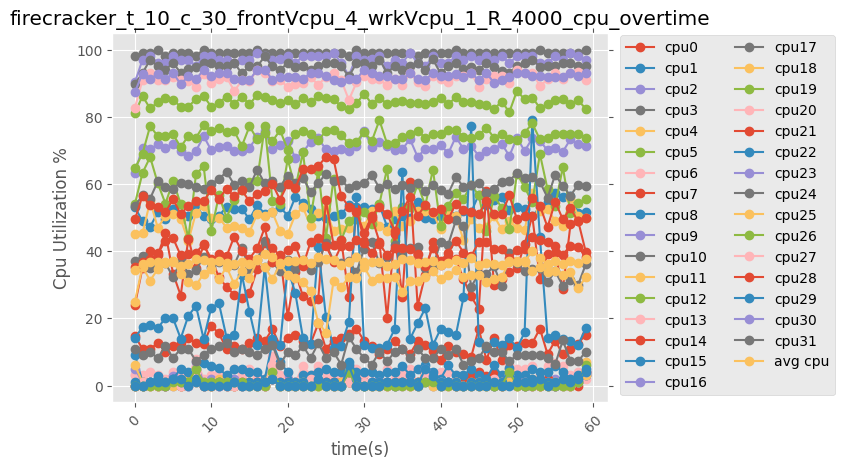 firecracker_t_10_c_30_frontVcpu_4_wrkVcpu_1_R_4000_cpu_overtime
Cpu Utilization %
100
80
60
40
20
0
0
10
20
30
40
50
60
time(s)
cpu0
cpu1
cpu2
cpu3
cpu4
cpu5
cpu6
cpu7
cpu8
cpu9
cpu10
cpu11
cpu12
cpu13
cpu14
cpu15
cpu16
cpu17
cpu18
cpu19
cpu20
cpu21
cpu22
cpu23
cpu24
cpu25
cpu26
cpu27
cpu28
cpu29
cpu30
cpu31
avg cpu